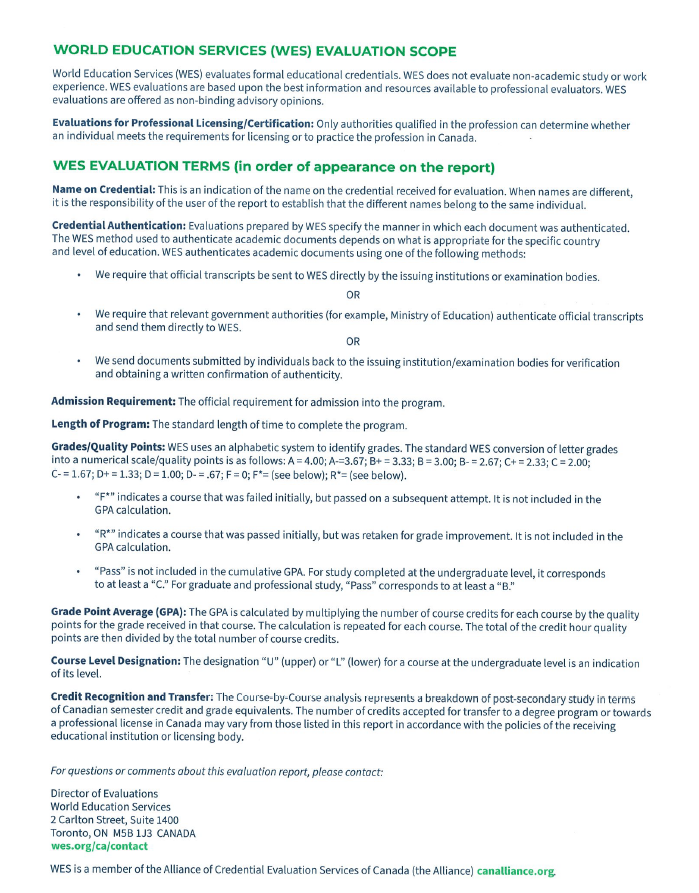 WORLD EDUCATION SERVICES (WES) EVALUATION SCOPE
World Education Services (WES) evaluates formal educational credentials. WES does not evaluate non-academic study or work
experience. WES evaluations are based upon the best information and resources available to professional evaluators. WES
evaluations are offered as non-binding advisory opinions.
Evaluations for Professional Licensing/Certification: Only authorities qualified in the profession can determine whether
an individual meets the requirements for licensing or to practice the profession in Canada.
WES EVALUATION TERMS (in order of appearance on the report)
Name on Credential: This is an indication of the name on the credential received for evaluation. When names are different,
it is the responsibility of the user of the report to establish that the different names belong to the same individual.
Credential Authentication: Evaluations prepared by WES specify the manner in which each document was authenticated.
The WES method used to authenticate academic documents depends on what is appropriate for the specific country
and level of education. WES authenticates academic documents using one of the following methods:
• We require that official transcripts be sent to WES directly by the issuing institutions or examination bodies.
OR
• We require that relevant government authorities (for example, Ministry of Education) authenticate official transcripts
and send them directly to WES.
OR
• We send documents submitted by individuals back to the issuing institution/examination bodies for verification
and obtaining a written confirmation of authenticity.
Admission Requirement: The official requirement for admission into the program.
Length of Program: The standard length of time to complete the program.
Grades/Quality Points: WES uses an alphabetic system to identify grades. The standard WES conversion of letter grades
into a numerical scale/quality points is as follows: A = 4.00; A-=3.67; B+ = 3.33; B = 3.00; B- = 2.67; C+ = 2.33; C = 2.00;
C- = 1.67; D+ = 1.33; D = 1.00; D- = .67; F = 0; F*= (see below); R*= (see below).
• “F*” indicates a course that was failed initially, but passed on a subsequent attempt. It is not included in the
GPA calculation.
• “R*” indicates a course that was passed initially, but was retaken for grade improvement. It is not included in the
GPA calculation.
• “Pass” is not included in the cumulative GPA. For study completed at the undergraduate level, it corresponds
to at least a “C.” For graduate and professional study, “Pass” corresponds to at least a “B.”
Grade Point Average (GPA): The GPA is calculated by multiplying the number of course credits for each course by the quality
points for the grade received in that course. The calculation is repeated for each course. The total of the credit hour quality
points are then divided by the total number of course credits.
Course Level Designation: The designation “U” (upper) or “L” (lower) for a course at the undergraduate level is an indication
of its level.
Credit Recognition and Transfer: The Course-by-Course analysis represents a breakdown of post-secondary study in terms
of Canadian semester credit and grade equivalents. The number of credits accepted for transfer to a degree program or towards
a professional license in Canada may vary from those listed in this report in accordance with the policies of the receiving
educational institution or licensing body.
For questions or comments about this evaluation report, please contact:
Director of Evaluations
World Education Services
2 Carlton Street, Suite 1400
Toronto, ON M5B 1J3 CANADA
wes.org/ca/contact
WES is a member of the Alliance of Credential Evaluation Services of Canada (the Alliance) canalliance.org.